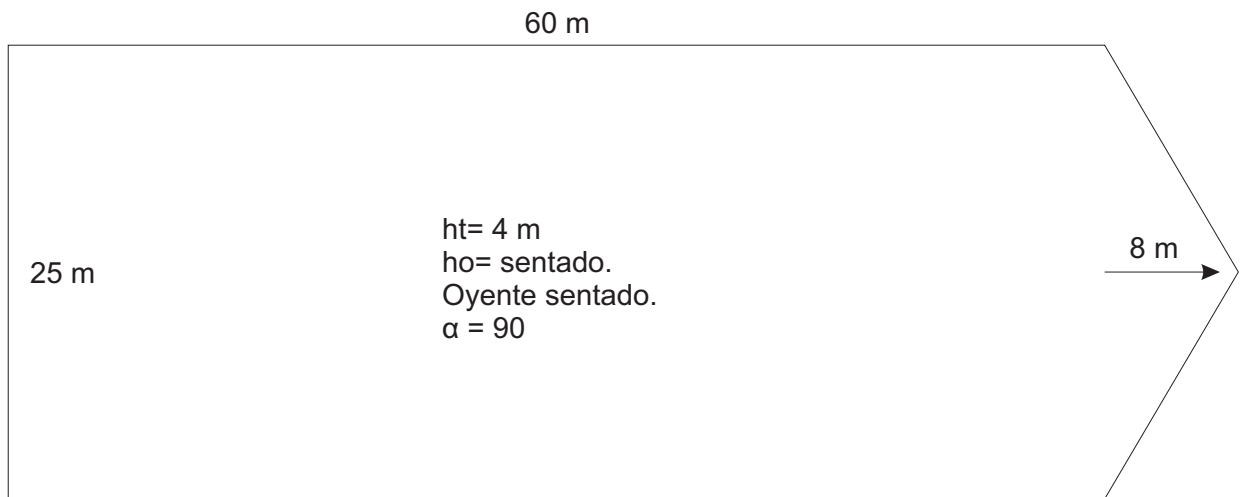 60 m
25 m
ht= 4 m
ho= sentado.
Oyente sentado.
α = 90
8 m